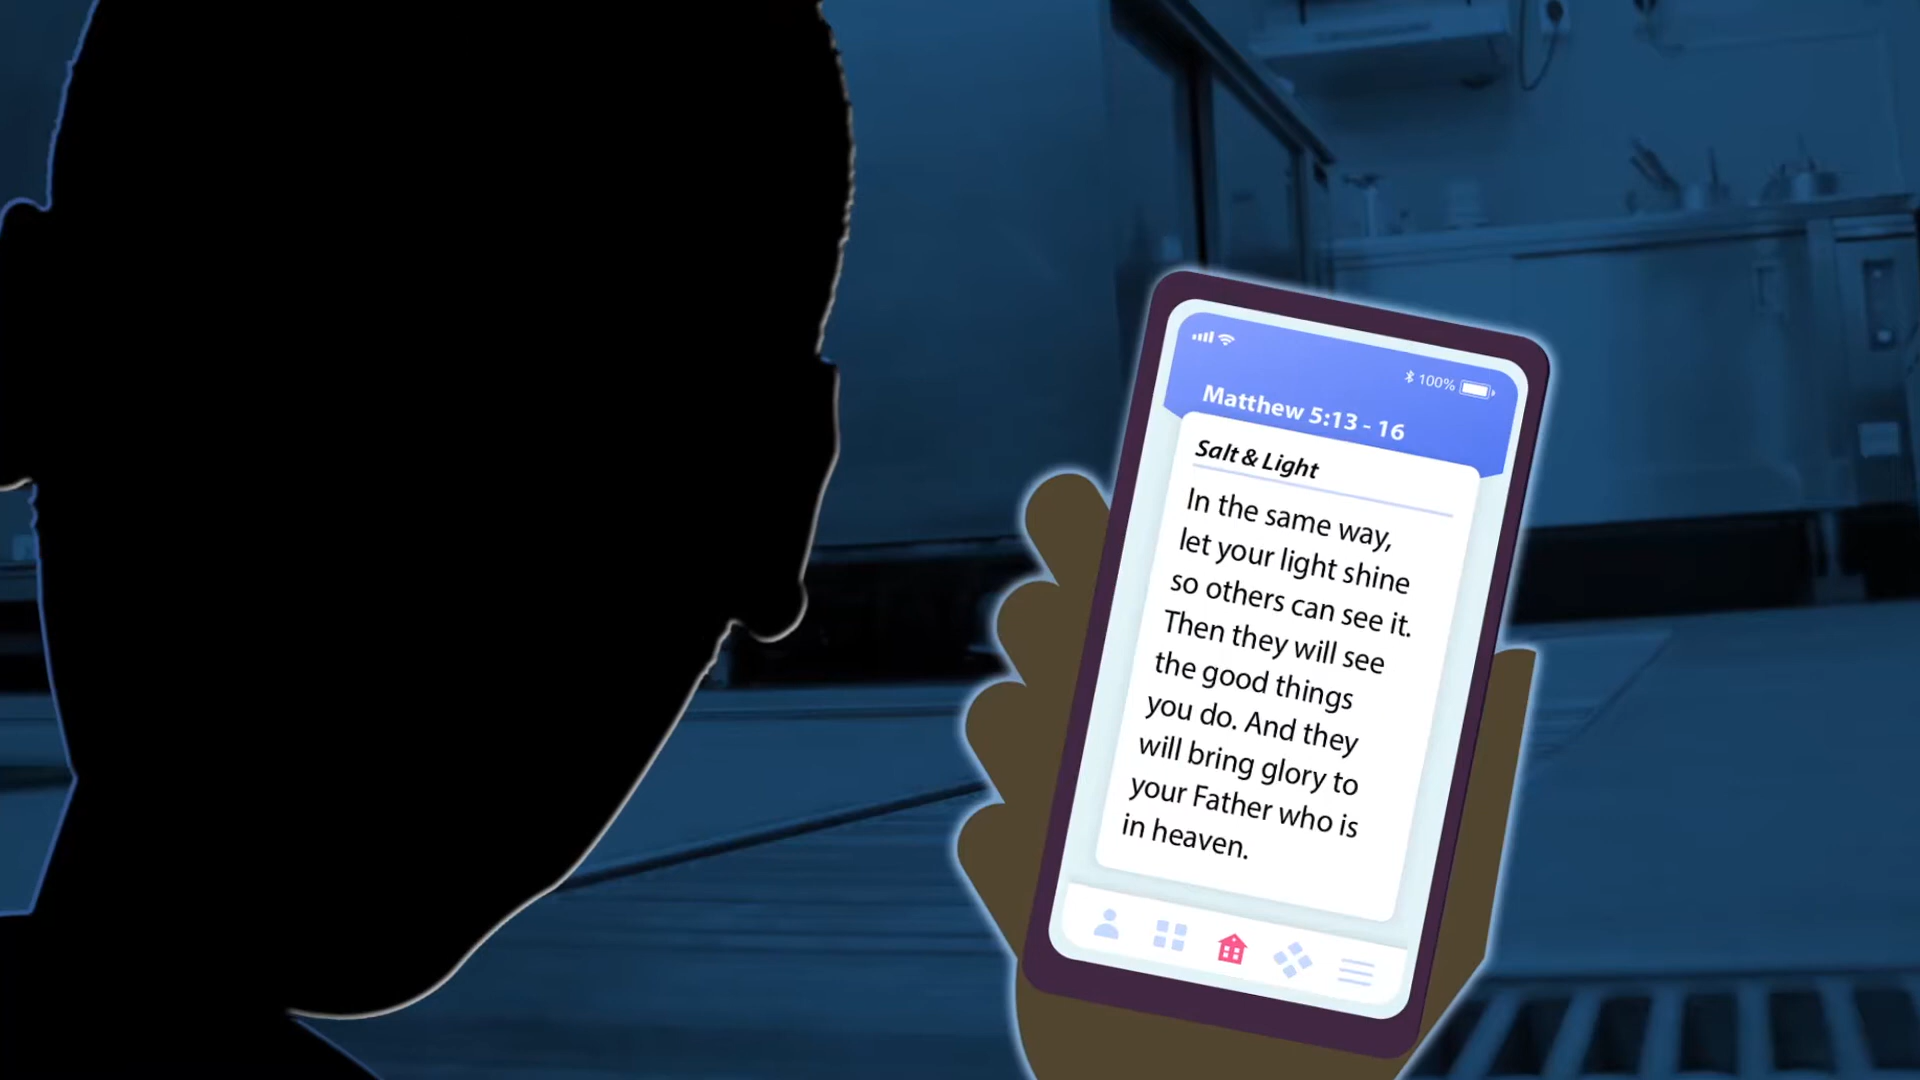 100%
Matthew 5:13 - 16
Salt & Light
In the same way,
let your light shine
so others can see it.
Then they will see
the good things
you do. And they
will bring glory to
your Father who is
in heaven.